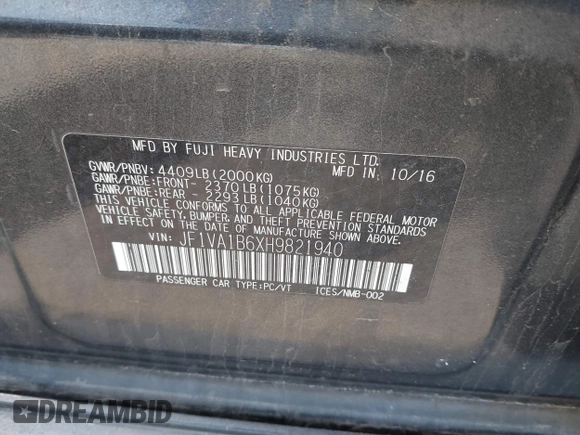 MFD BY FUJI HEAVY INDUSTRIES LTD.
GVWR/PNBV: 4409LB(2000KG) MFD IN 10/16
GAWR/PNBE:FRONT- 2370LB(1075KG)
GAWR/PNBE:REAR - 2293LB(1040KG)
THIS VEHICLE CONFORMS TO ALL APPLICABLE FEDERAL MOTOR
VEHICLE SAFETY, BUMPER, AND THEFT PREVENTION STANDARDS
IN EFFECT ON THE DATE OF MANUFACTURE SHOWN ABOVE.
VIN: JF1VA1B6XH9821940
PASSENGER CAR TYPE:PC/VT ICES/NMB-002
DREAMBID